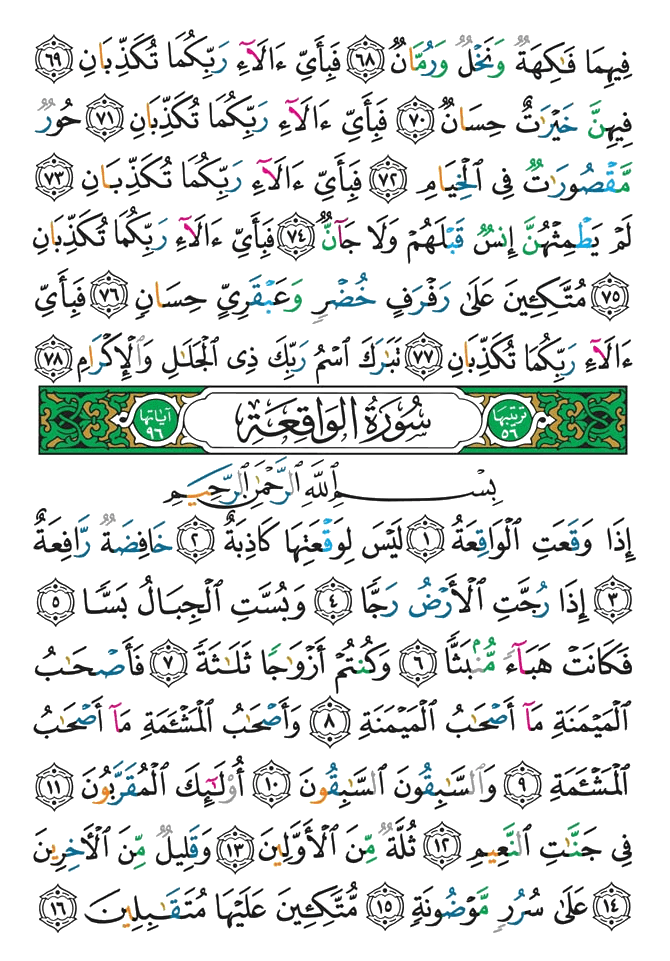 فِيهِمَا فَـٰكِهَةٌ وَنَخْلٌ وَرُمَّانٌ ٦٨ فَبِأَىِّ ءَالَآءِ رَبِّكُمَا تُكَذِّبَانِ ٦٩
فِيهِنَّ خَيْرَٰتٌ حِسَانٌ ٧٠ فَبِأَىِّ ءَالَآءِ رَبِّكُمَا تُكَذِّبَانِ ٧١ حُورٌ
مَّقْصُورَٰتٌ فِى ٱلْخِيَامِ ٧٢ فَبِأَىِّ ءَالَآءِ رَبِّكُمَا تُكَذِّبَانِ ٧٣
لَمْ يَطْمِثْهُنَّ إِنسٌ قَبْلَهُمْ وَلَا جَآنٌّ ٧٤ فَبِأَىِّ ءَالَآءِ رَبِّكُمَا تُكَذِّبَانِ
٧٥ مُتَّكِـِٔينَ عَلَىٰ رَفْرَفٍ خُضْرٍ وَعَبْقَرِىٍّ حِسَانٍ ٧٦ فَبِأَىِّ
ءَالَآءِ رَبِّكُمَا تُكَذِّبَانِ ٧٧ تَبَـٰرَكَ ٱسْمُ رَبِّكَ ذِى ٱلْجَلَـٰلِ وَٱلْإِكْرَامِ ٧٨
ترتيبها ٥٦ سُورَةُ الوَاقِعَةِ آياتها ٩٦
بِسْمِ ٱللَّهِ ٱلرَّحْمَـٰنِ ٱلرَّحِيمِ
إِذَا وَقَعَتِ ٱلْوَاقِعَةُ ١ لَيْسَ لِوَقْعَتِهَا كَاذِبَةٌ ٢ خَافِضَةٌ رَّافِعَةٌ
٣ إِذَا رُجَّتِ ٱلْأَرْضُ رَجًّا ٤ وَبُسَّتِ ٱلْجِبَالُ بَسًّا ٥
فَكَانَتْ هَبَآءً مُّنۢبَثًّا ٦ وَكُنتُمْ أَزْوَٰجًا ثَلَـٰثَةً ٧ فَأَصْحَـٰبُ
ٱلْمَيْمَنَةِ مَآ أَصْحَـٰبُ ٱلْمَيْمَنَةِ ٨ وَأَصْحَـٰبُ ٱلْمَشْـَٔمَةِ مَآ أَصْحَـٰبُ
ٱلْمَشْـَٔمَةِ ٩ وَٱلسَّـٰبِقُونَ ٱلسَّـٰبِقُونَ ١٠ أُو۟لَـٰٓئِكَ ٱلْمُقَرَّبُونَ ١١
فِى جَنَّـٰتِ ٱلنَّعِيمِ ١٢ ثُلَّةٌ مِّنَ ٱلْأَوَّلِينَ ١٣ وَقَلِيلٌ مِّنَ ٱلْـَٔاخِرِينَ
١٤ عَلَىٰ سُرُرٍ مَّوْضُونَةٍ ١٥ مُّتَّكِـِٔينَ عَلَيْهَا مُتَقَـٰبِلِينَ ١٦